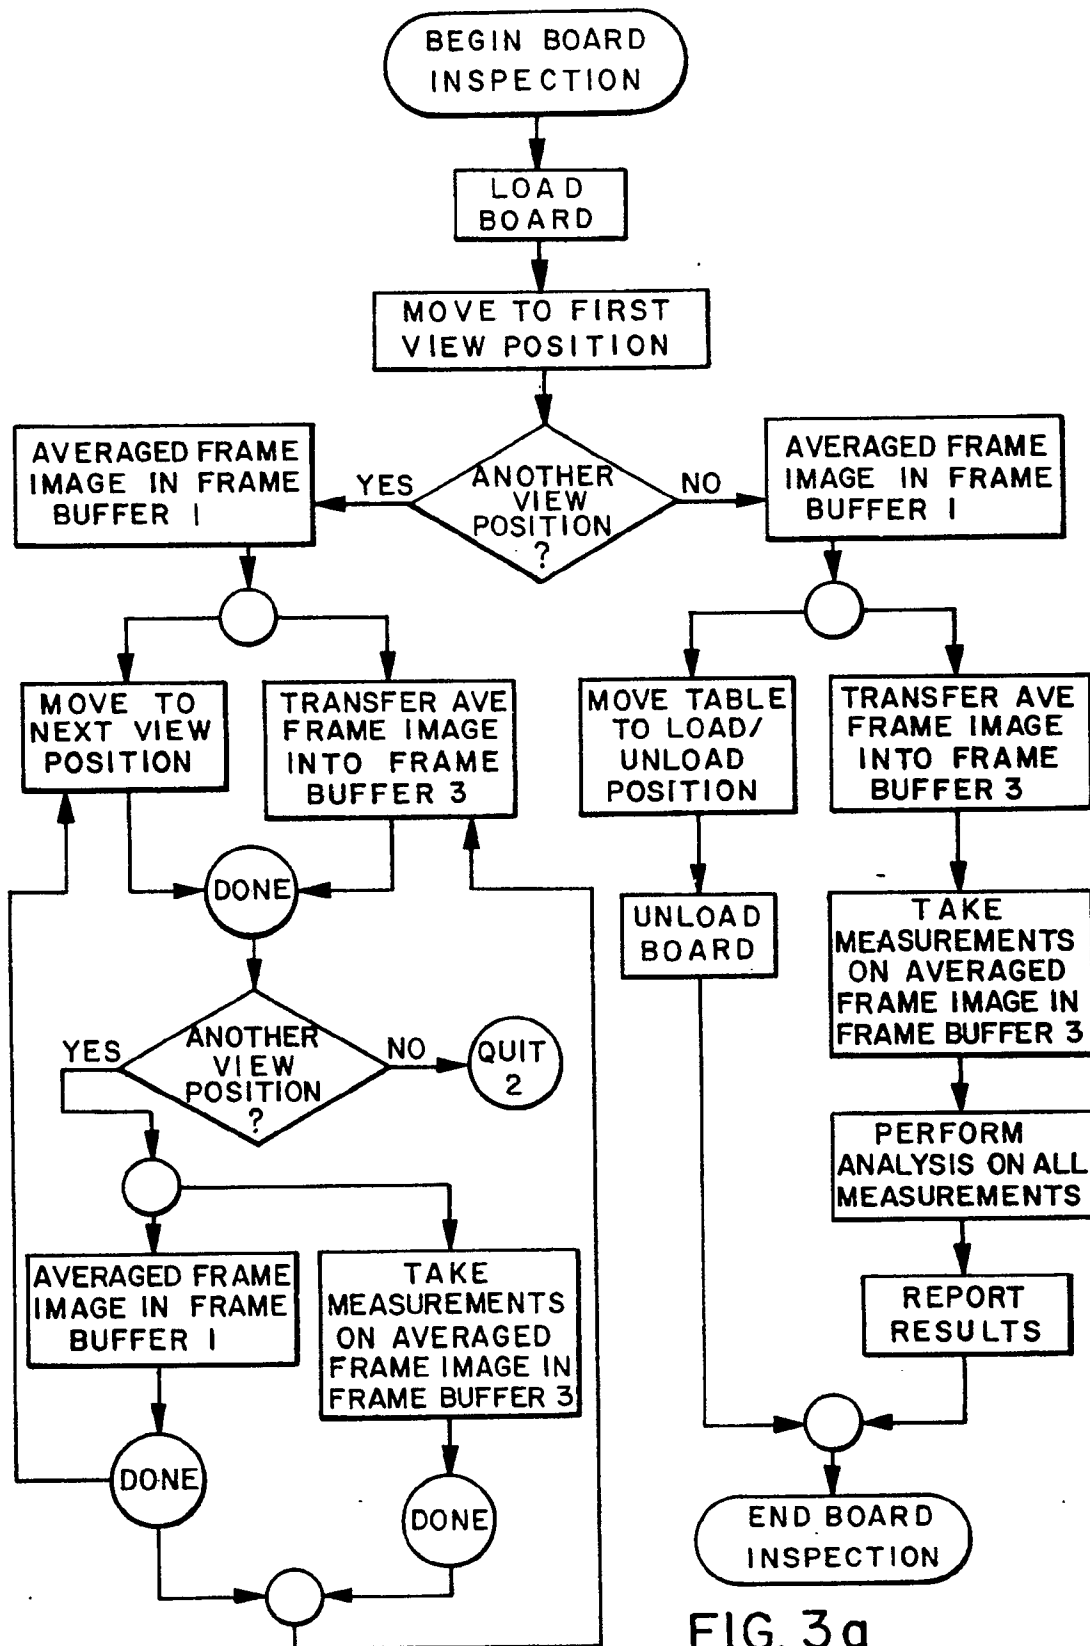 BEGIN BOARD
INSPECTION
LOAD
BOARD
MOVE TO FIRST
VIEW POSITION
ANOTHER
VIEW
POSITION
?
YES
NO
AVERAGED FRAME
IMAGE IN FRAME
BUFFER 1
AVERAGED FRAME
IMAGE IN FRAME
BUFFER 1
MOVE TO
NEXT VIEW
POSITION
TRANSFER AVE
FRAME IMAGE
INTO FRAME
BUFFER 3
MOVE TABLE
TO LOAD/
UNLOAD
POSITION
TRANSFER AVE
FRAME IMAGE
INTO FRAME
BUFFER 3
DONE
UNLOAD
BOARD
TAKE
MEASUREMENTS
ON AVERAGED
FRAME IMAGE IN
FRAME BUFFER 3
YES
ANOTHER
VIEW
POSITION
?
NO
QUIT
2
PERFORM
ANALYSIS ON ALL
MEASUREMENTS
AVERAGED FRAME
IMAGE IN FRAME
BUFFER 1
TAKE
MEASUREMENTS
ON AVERAGED
FRAME IMAGE IN
FRAME BUFFER 3
REPORT
RESULTS
DONE
DONE
END BOARD
INSPECTION
FIG. 3a